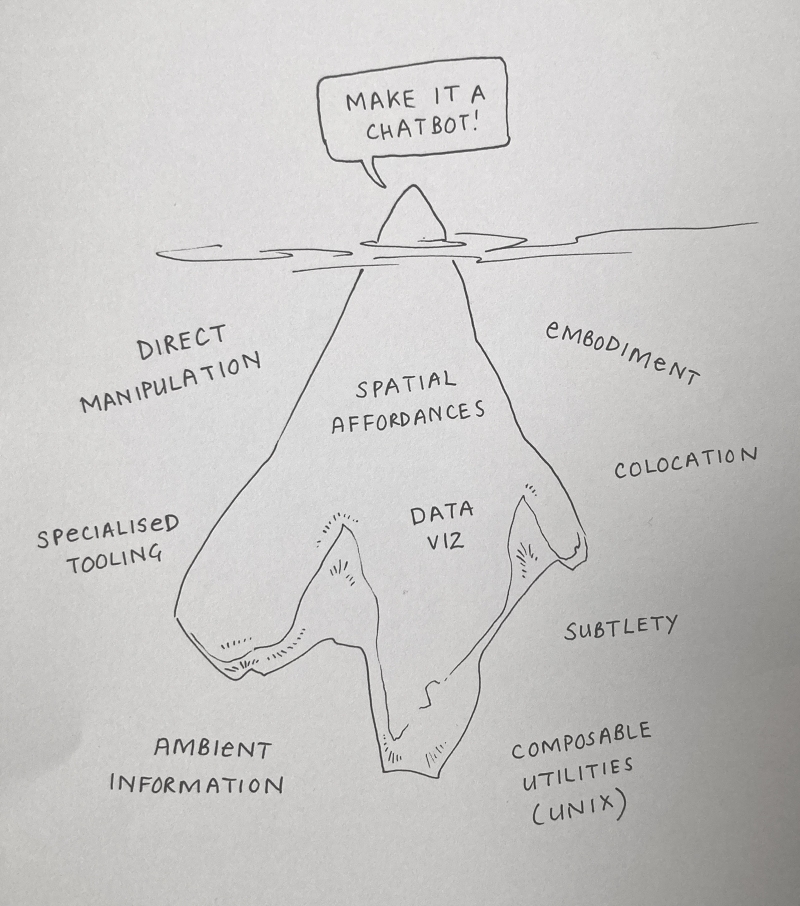 MAKE IT A
CHATBOT!
DIRECT
MANIPULATION
EMBODIMENT
SPATIAL
AFFORDANCES
COLOCATION
SPECIALISED
TOOLING
DATA
VIZ
SUBTLETY
AMBIENT
INFORMATION
COMPOSABLE
UTILITIES
(UNIX)